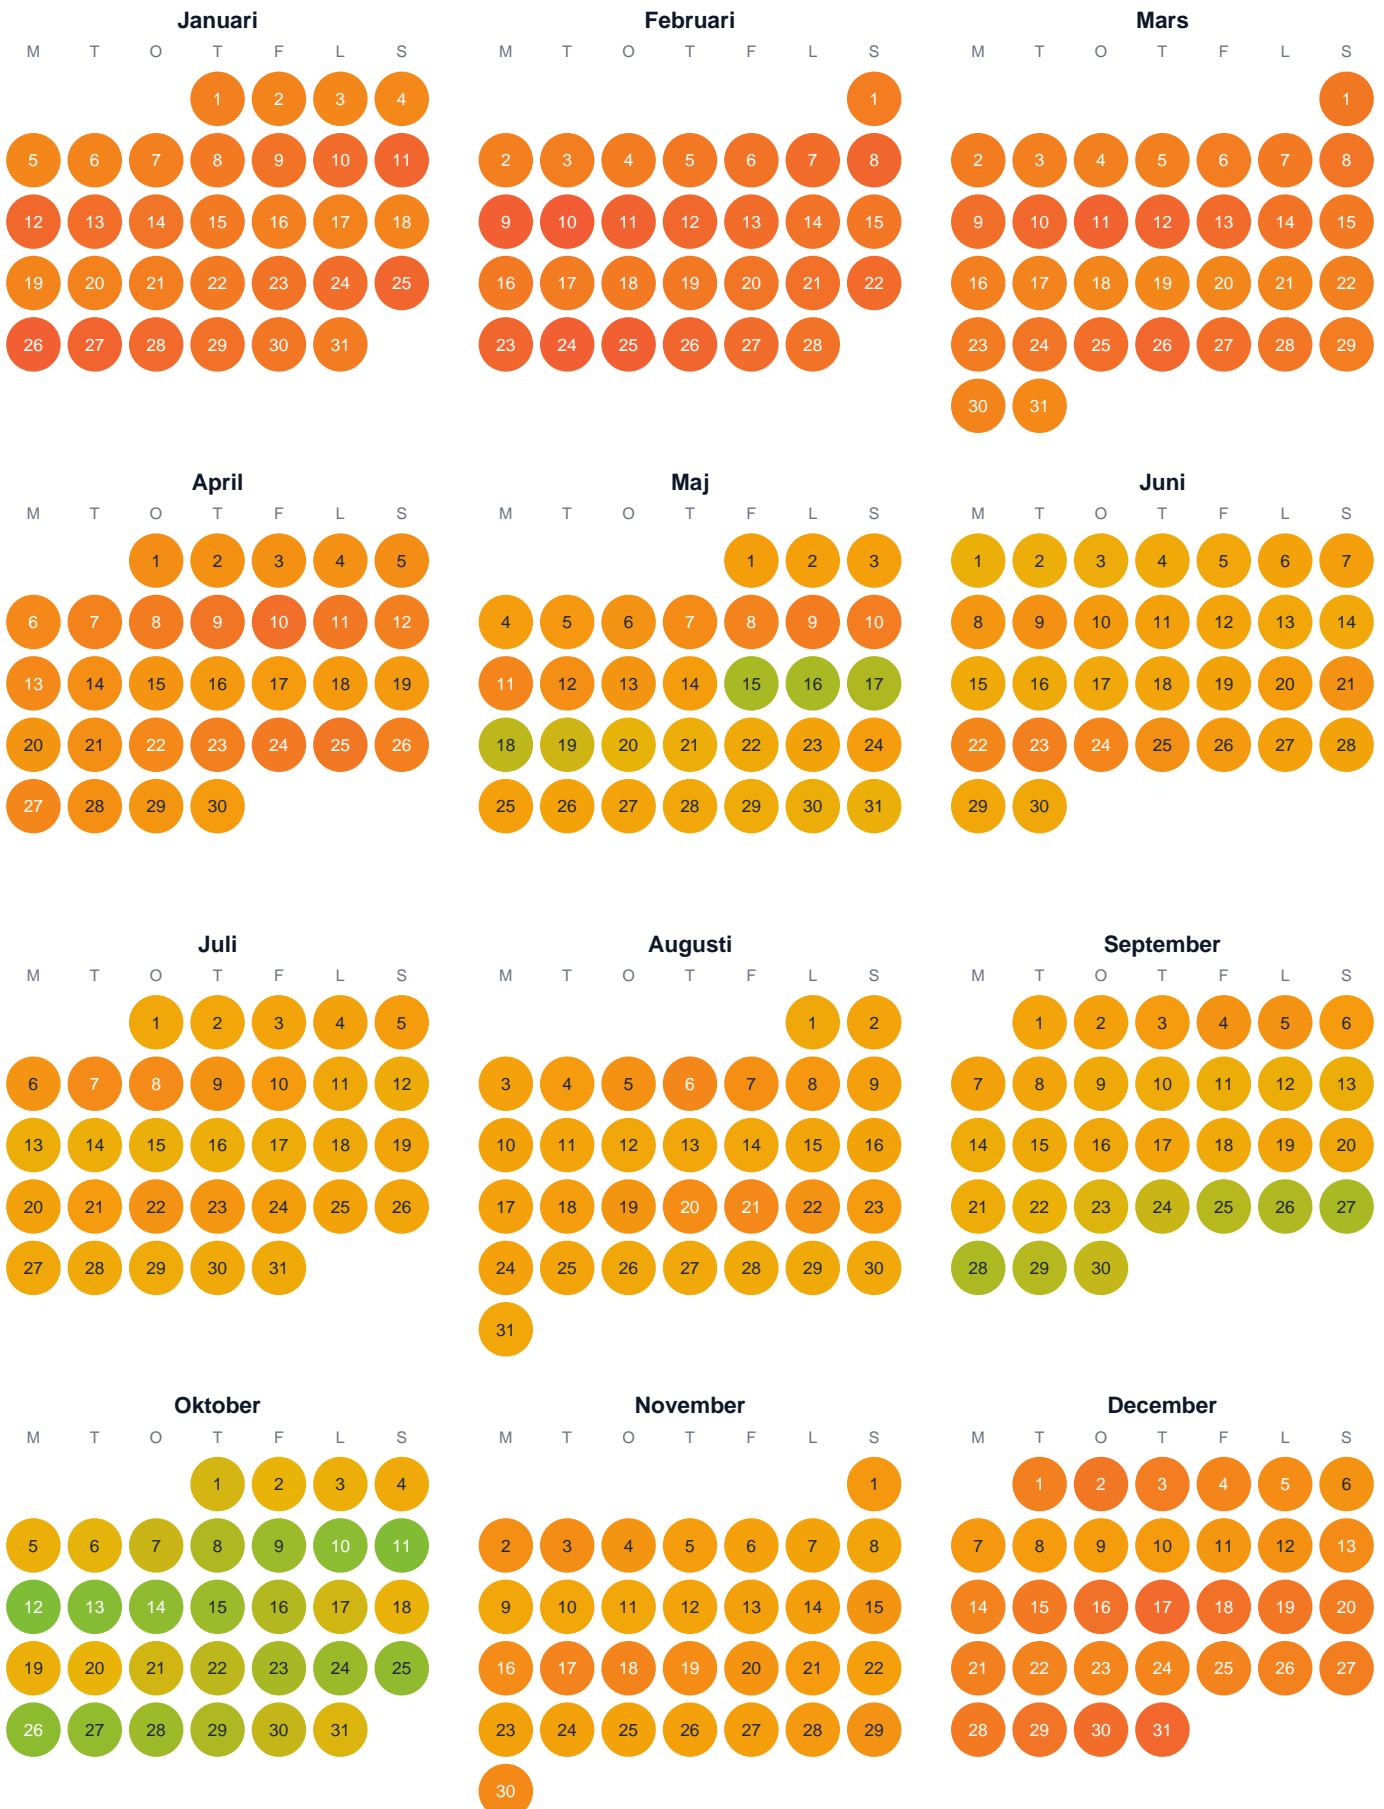 Januari Februari Mars
M T O T F L S M T O T F L S M T O T F L S
1 2 3 4 1 1
5 6 7 8 9 10 11 2 3 4 5 6 7 8 2 3 4 5 6 7 8
12 13 14 15 16 17 18 9 10 11 12 13 14 15 9 10 11 12 13 14 15
19 20 21 22 23 24 25 16 17 18 19 20 21 22 16 17 18 19 20 21 22
26 27 28 29 30 31 23 24 25 26 27 28 23 24 25 26 27 28 29
30 31
April Maj Juni
M T O T F L S M T O T F L S M T O T F L S
1 2 3 4 5 1 2 3 1 2 3 4 5 6 7
6 7 8 9 10 11 12 4 5 6 7 8 9 10 8 9 10 11 12 13 14
13 14 15 16 17 18 19 11 12 13 14 15 16 17 15 16 17 18 19 20 21
20 21 22 23 24 25 26 18 19 20 21 22 23 24 22 23 24 25 26 27 28
27 28 29 30 25 26 27 28 29 30 31 29 30
Juli Augusti September
M T O T F L S M T O T F L S M T O T F L S
1 2 3 4 5 1 2 1 2 3 4 5 6
6 7 8 9 10 11 12 3 4 5 6 7 8 9 7 8 9 10 11 12 13
13 14 15 16 17 18 19 10 11 12 13 14 15 16 14 15 16 17 18 19 20
20 21 22 23 24 25 26 17 18 19 20 21 22 23 21 22 23 24 25 26 27
27 28 29 30 31 24 25 26 27 28 29 30 28 29 30
31
Oktober November December
M T O T F L S M T O T F L S M T O T F L S
1 2 3 4 1 1 2 3 4 5 6
5 6 7 8 9 10 11 2 3 4 5 6 7 8 7 8 9 10 11 12 13
12 13 14 15 16 17 18 9 10 11 12 13 14 15 14 15 16 17 18 19 20
19 20 21 22 23 24 25 16 17 18 19 20 21 22 21 22 23 24 25 26 27
26 27 28 29 30 31 23 24 25 26 27 28 29 28 29 30 31
30